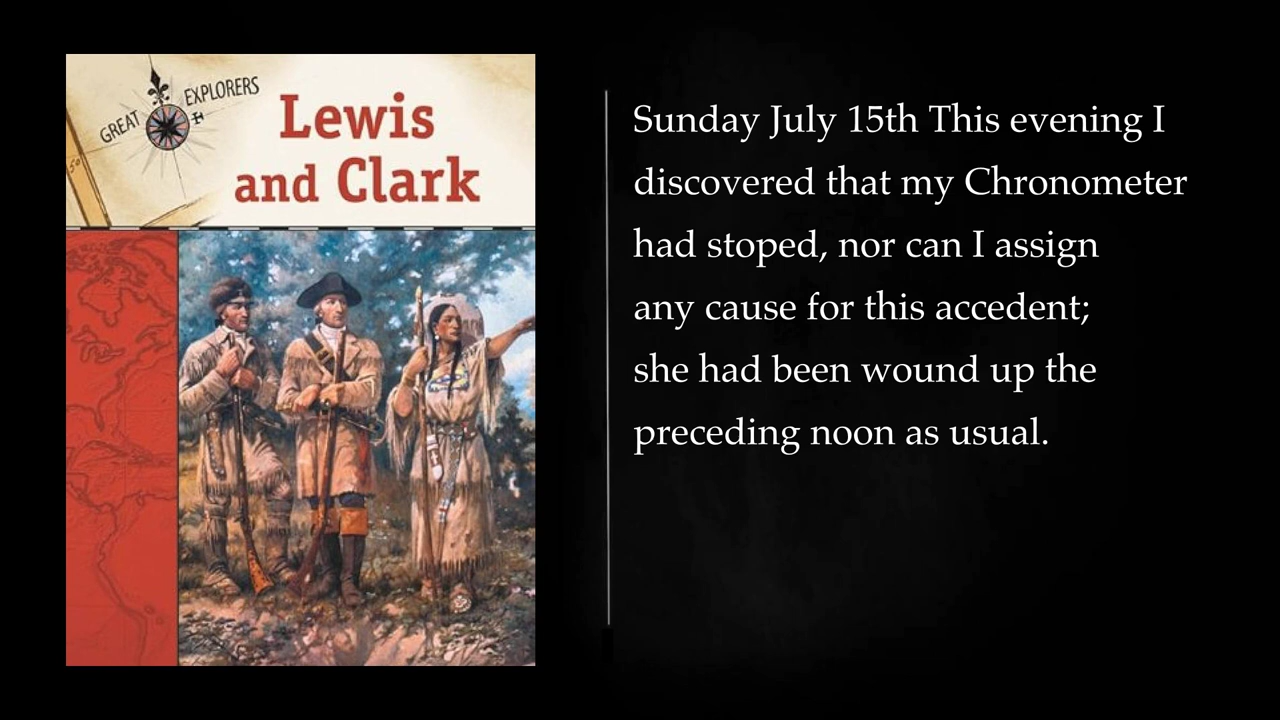 GREAT EXPLORERS
Lewis
and Clark
50
Sunday July 15th This evening I
discovered that my Chronometer
had stoped, nor can I assign
any cause for this accedent;
she had been wound up the
preceding noon as usual.